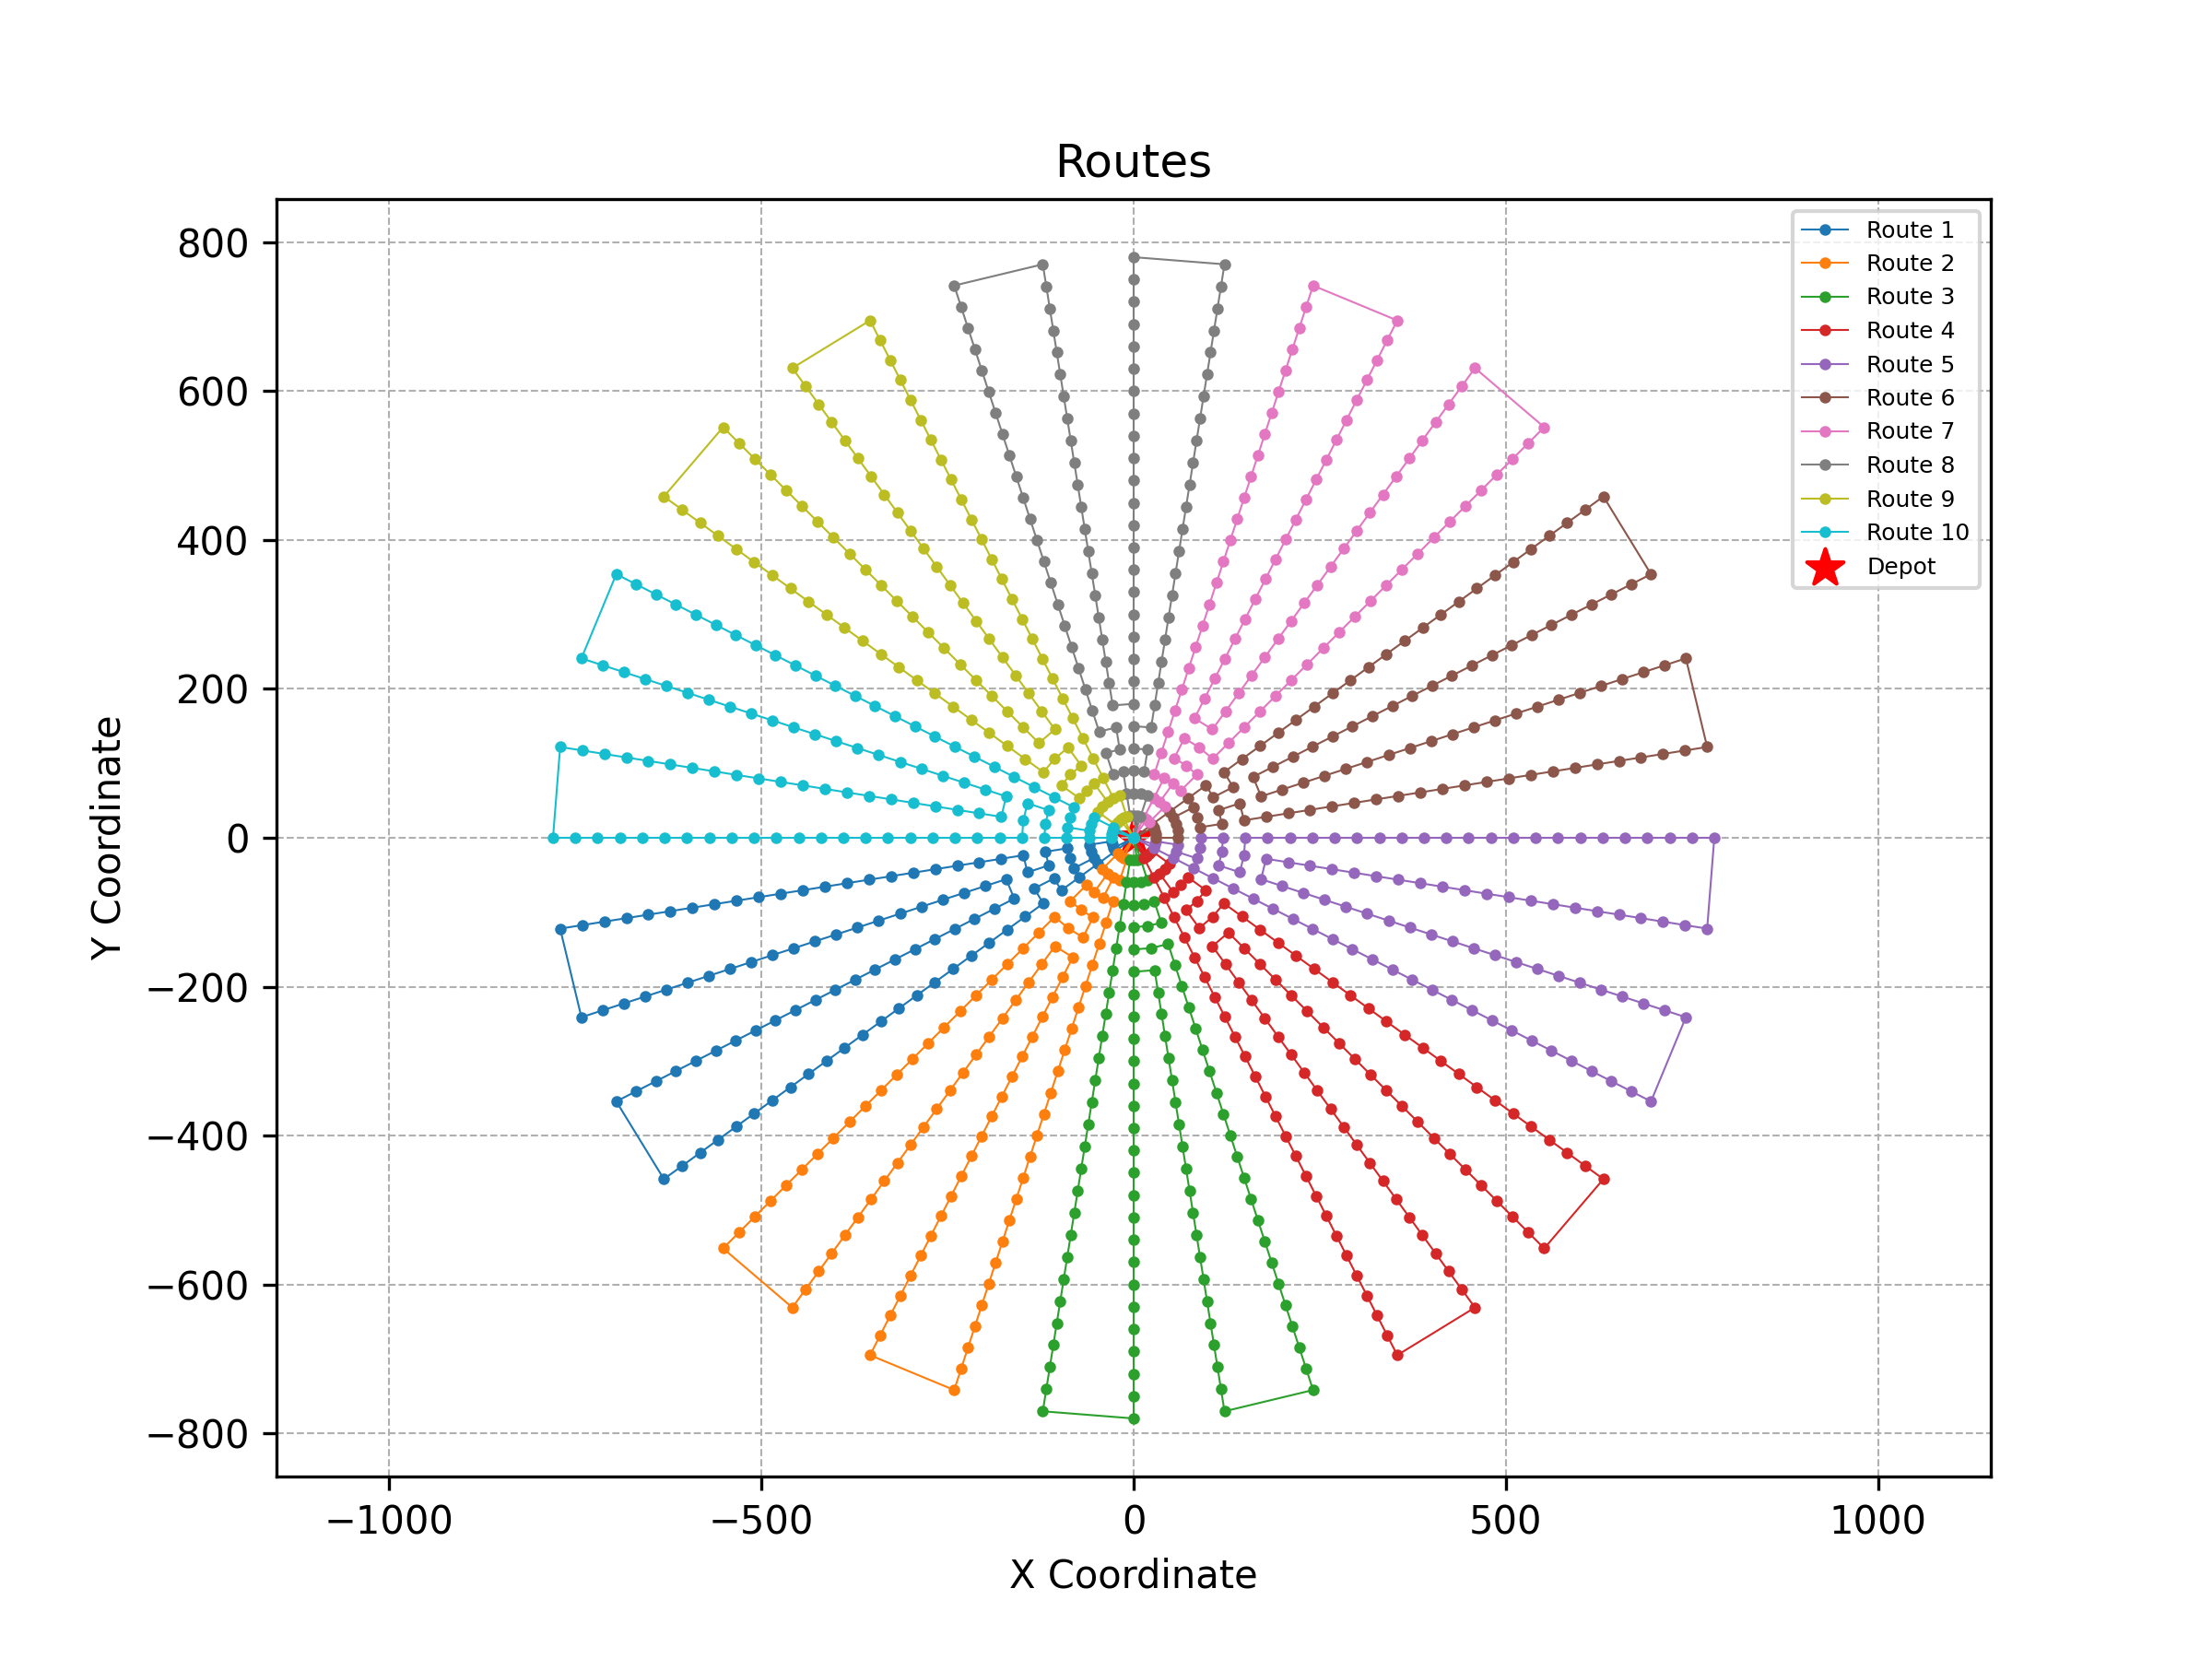 Routes
Route 1
Route 2
Route 3
Route 4
Route 5
Route 6
Route 7
Route 8
Route 9
Route 10
Depot
800
600
400
200
0
−200
−400
−600
−800
Y Coordinate
−1000
−500
0
500
1000
X Coordinate